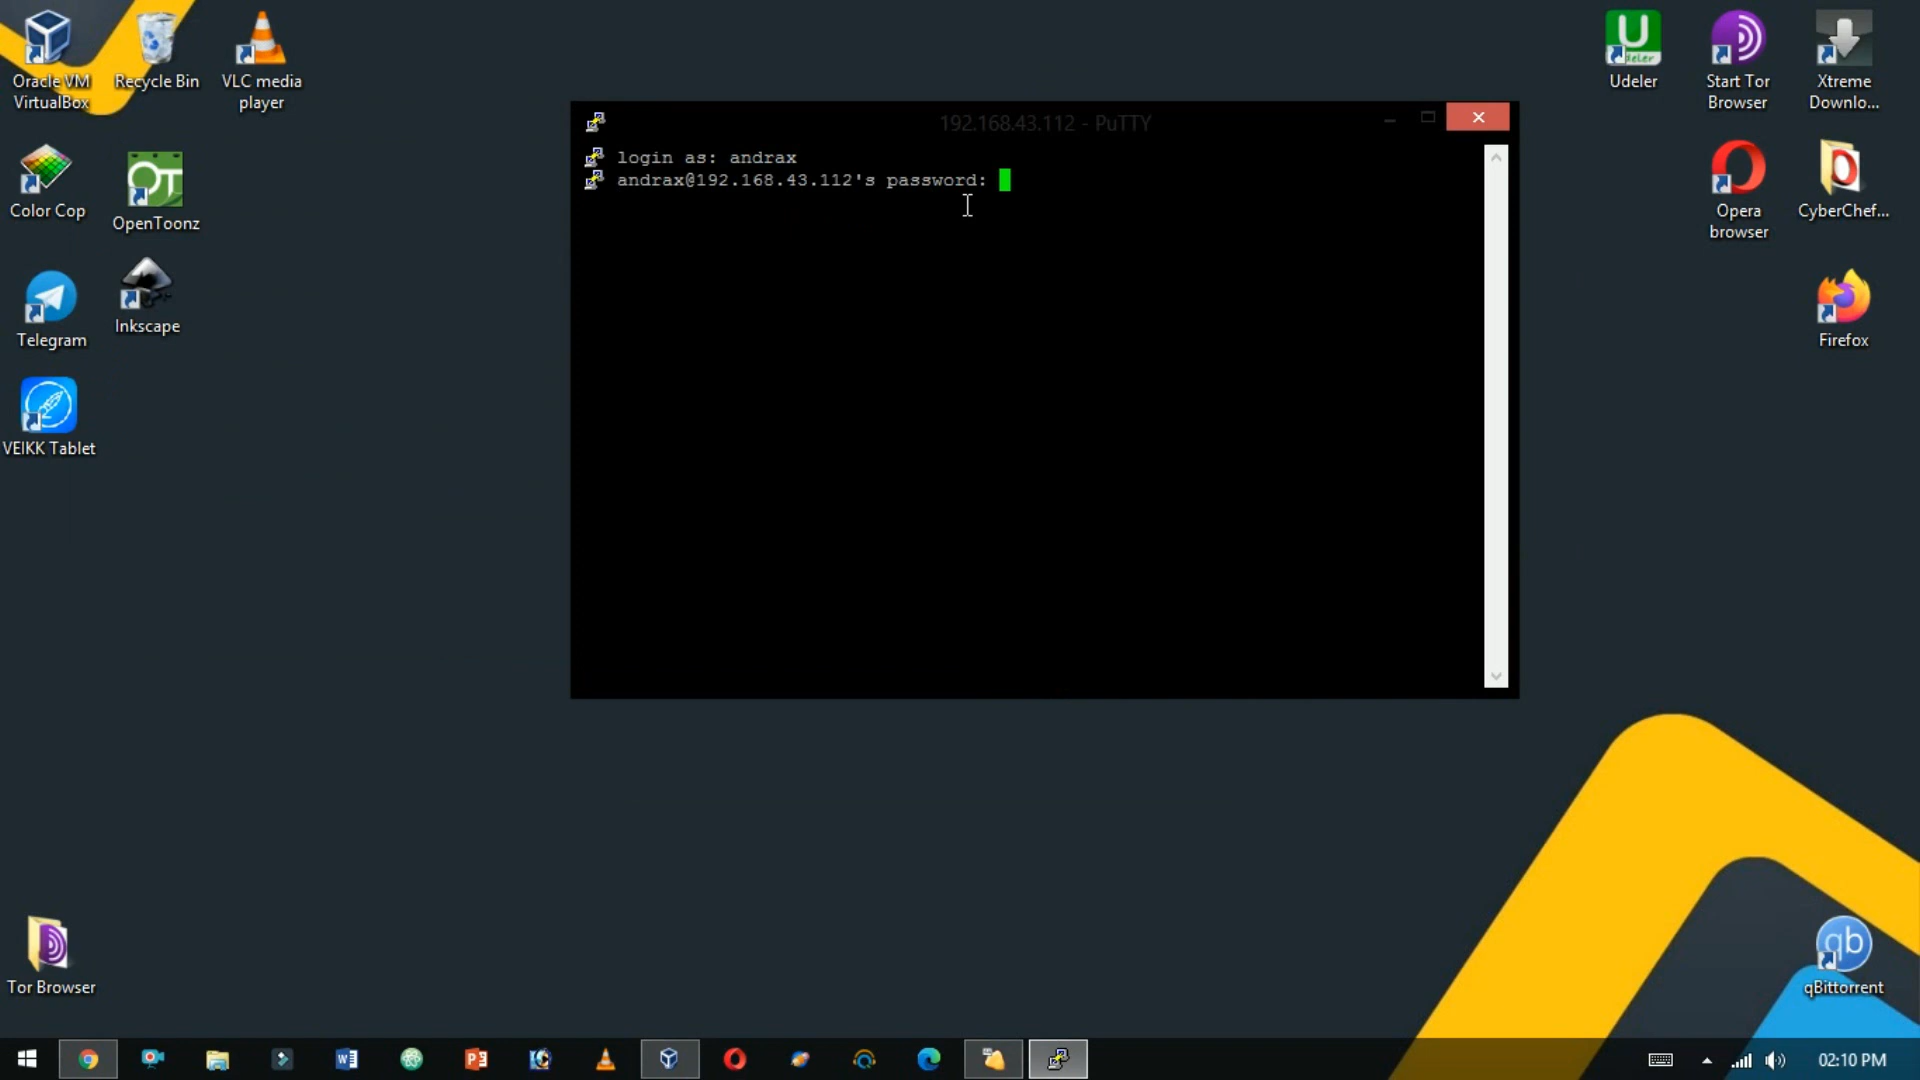 Oracle VM
VirtualBox
Recycle Bin
VLC media
player
Udeler
Start Tor
Browser
Xtreme
Downlo...
192.168.43.112 - PuTTY
login as: andrax
andrax@192.168.43.112's password:
Color Cop
OpenToonz
Opera
browser
CyberChef...
Telegram
Inkscape
Firefox
VEIKK Tablet
Tor Browser
qb
qBittorrent
02:10 PM